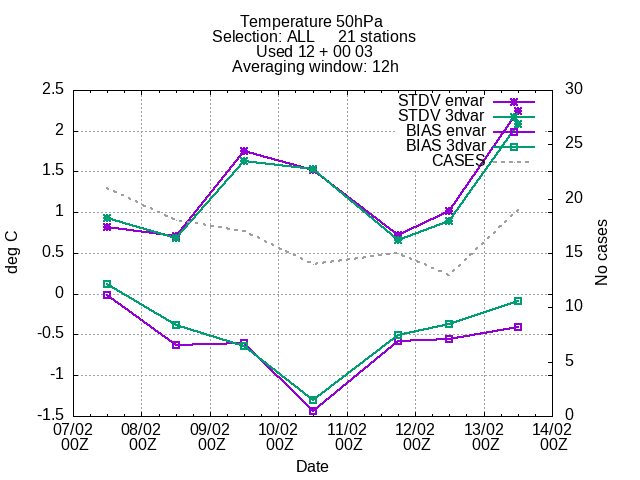 Temperature 50hPa
Selection: ALL 21 stations
Used 12 + 00 03
Averaging window: 12h
2.5
2
1.5
1
0.5
0
-0.5
-1
-1.5
deg C
30
25
20
15
10
5
0
No cases
STDV envar
STDV 3dvar
BIAS envar
BIAS 3dvar
CASES
07/02 08/02 09/02 10/02 11/02 12/02 13/02 14/02
00Z 00Z 00Z 00Z 00Z 00Z 00Z 00Z
Date